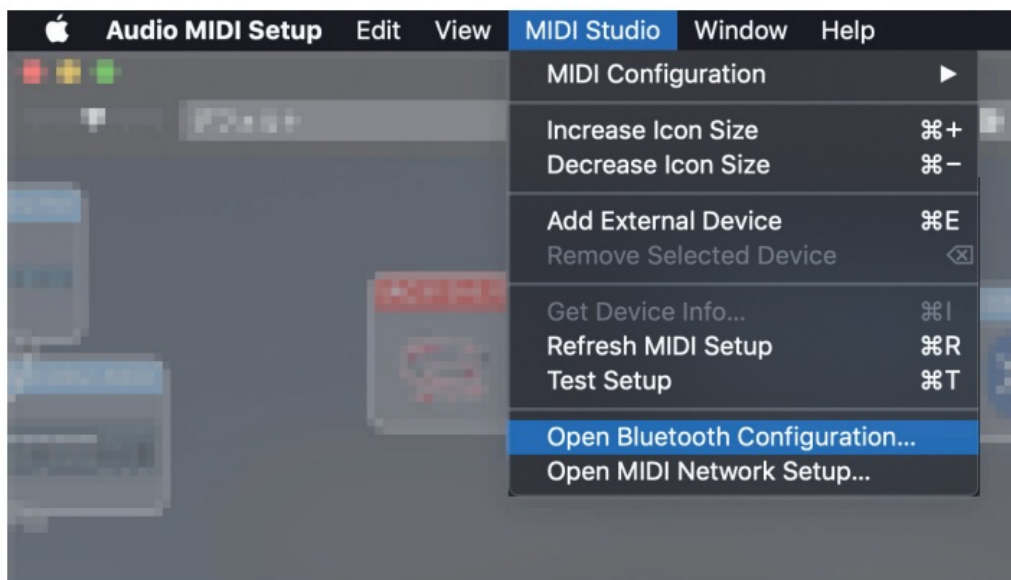 Audio MIDI Setup Edit View MIDI Studio Window Help
MIDI Configuration ▶
Increase Icon Size ⌘+
Decrease Icon Size ⌘−
Add External Device ⌘E
Remove Selected Device ⌫
Get Device Info... ⌘I
Refresh MIDI Setup ⌘R
Test Setup ⌘T
Open Bluetooth Configuration...
Open MIDI Network Setup...